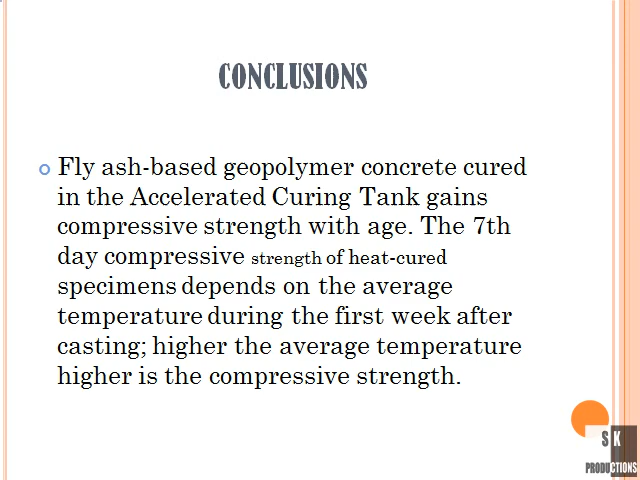 CONCLUSIONS
Fly ash-based geopolymer concrete cured
in the Accelerated Curing Tank gains
compressive strength with age. The 7th
day compressive strength of heat-cured
specimens depends on the average
temperature during the first week after
casting; higher the average temperature
higher is the compressive strength.
S K
PRODUCTIONS